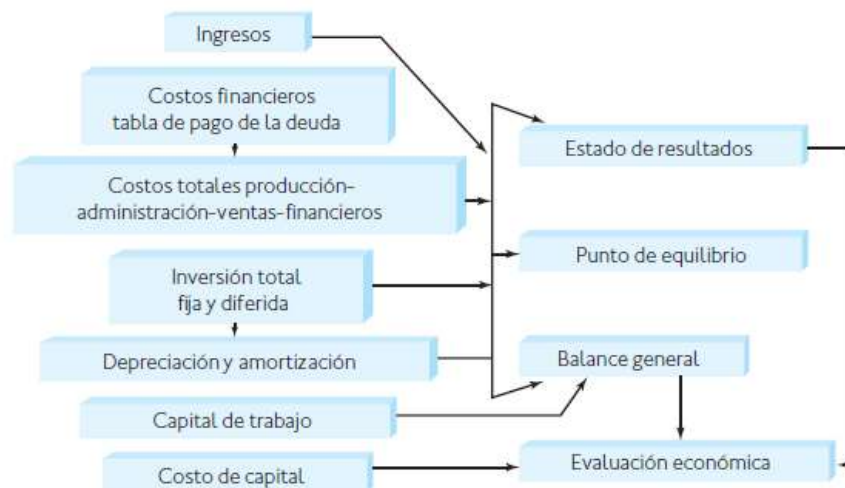 Ingresos
Costos financieros
tabla de pago de la deuda
Costos totales producción-
administración-ventas-financieros
Inversión total
fija y diferida
Depreciación y amortización
Capital de trabajo
Costo de capital
Estado de resultados
Punto de equilibrio
Balance general
Evaluación económica